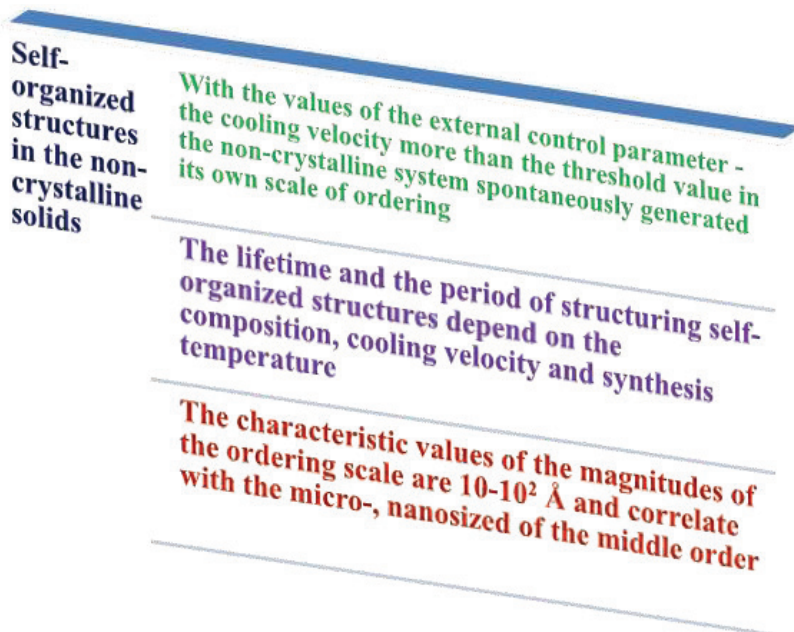 Self-
organized
structures
in the non-
crystalline
solids
With the values of the external control parameter -
the cooling velocity more than the threshold value in
the non-crystalline system spontaneously generated
its own scale of ordering
The lifetime and the period of structuring self-
organized structures depend on the
composition, cooling velocity and synthesis
temperature
The characteristic values of the magnitudes of
the ordering scale are 10-10² Å and correlate
with the micro-, nanosized of the middle order